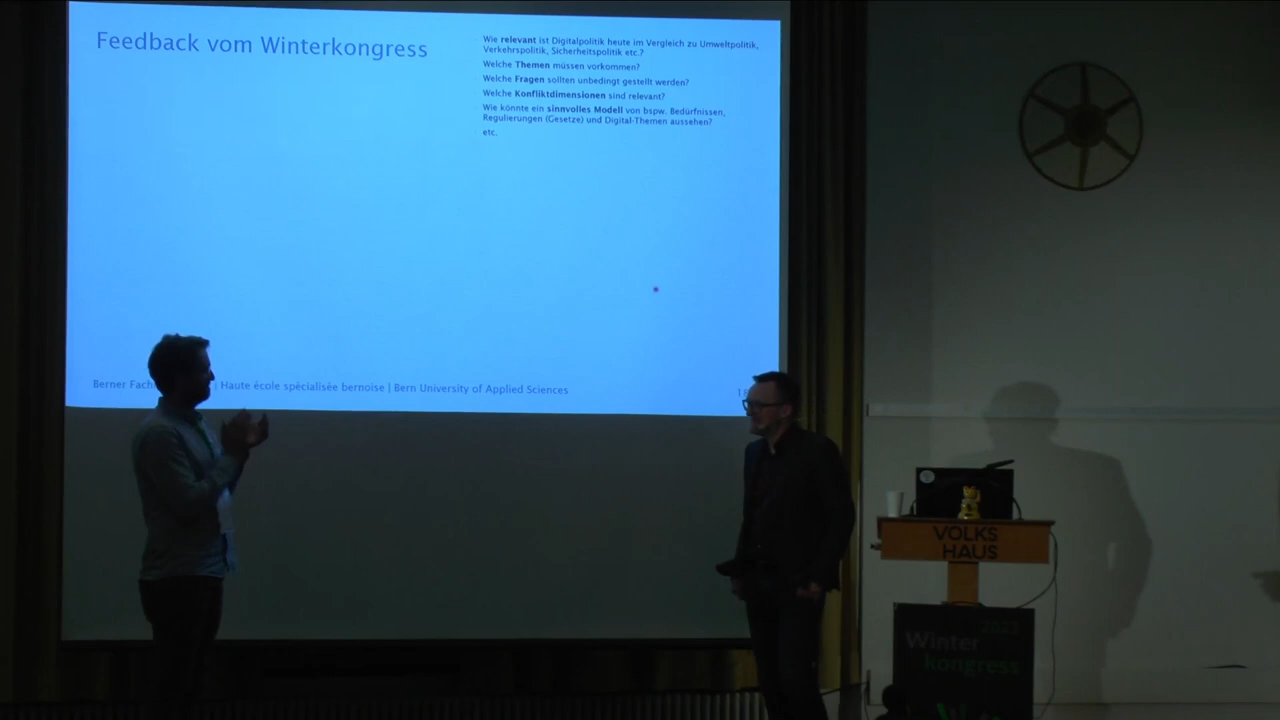 Feedback vom Winterkongress
Wie relevant ist Digitalpolitik heute im Vergleich zu Umweltpolitik,
Verkehrspolitik, Sicherheitspolitik etc.?
Welche Themen müssen vorkommen?
Welche Fragen sollten unbedingt gestellt werden?
Welche Konfliktdimensionen sind relevant?
Wie könnte ein sinnvolles Modell von bspw. Bedürfnissen,
Regulierungen (Gesetze) und Digital-Themen aussehen?
etc.
Berner Fach | Haute école spécialisée bernoise | Bern University of Applied Sciences
VOLKS
HAUS
Winter
kongress